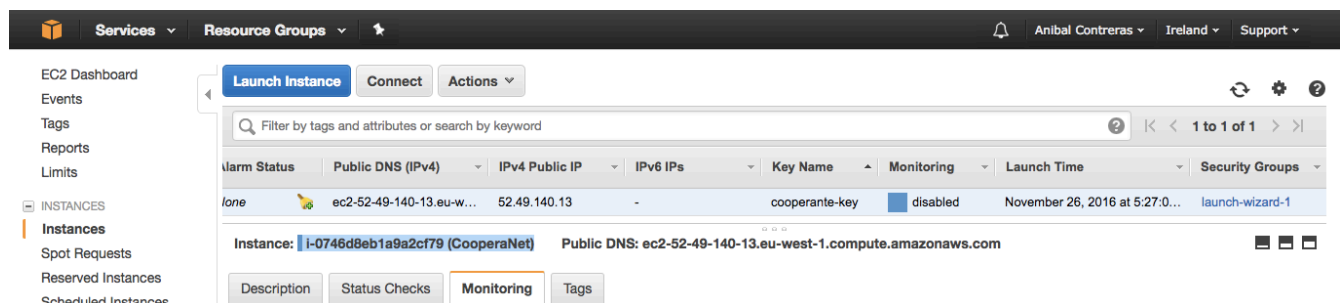 Services Resource Groups Anibal Contreras Ireland Support
EC2 Dashboard
Events
Tags
Reports
Limits
INSTANCES
Instances
Spot Requests
Reserved Instances
Scheduled Instances
Launch Instance Connect Actions
Filter by tags and attributes or search by keyword 1 to 1 of 1
Alarm Status Public DNS (IPv4) IPv4 Public IP IPv6 IPs Key Name Monitoring Launch Time Security Groups
lone ec2-52-49-140-13.eu-w... 52.49.140.13 - cooperante-key disabled November 26, 2016 at 5:27:0... launch-wizard-1
Instance: i-0746d8eb1a9a2cf79 (CooperaNet) Public DNS: ec2-52-49-140-13.eu-west-1.compute.amazonaws.com
Description Status Checks Monitoring Tags